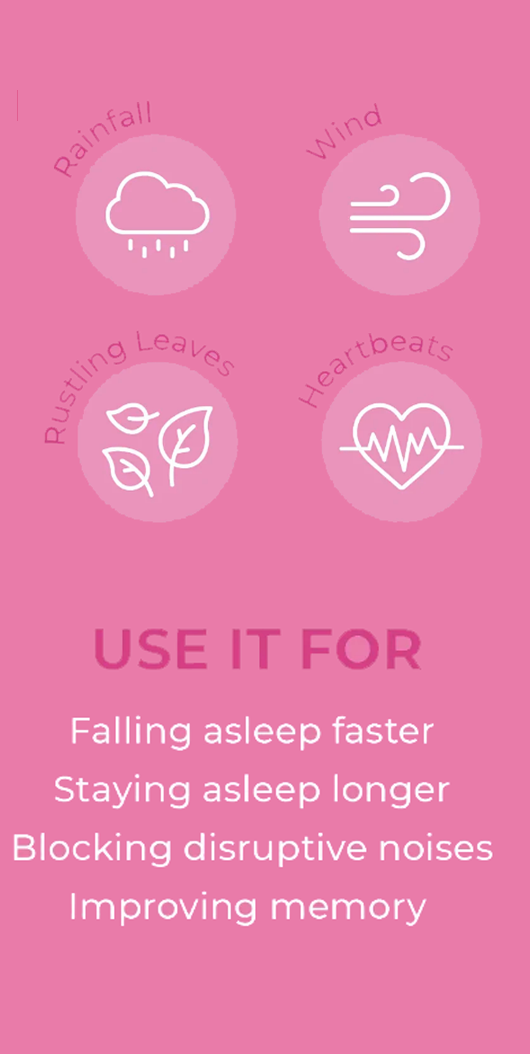 Rainfall
Wind
Rustling Leaves
Heartbeats
USE IT FOR
Falling asleep faster
Staying asleep longer
Blocking disruptive noises
Improving memory